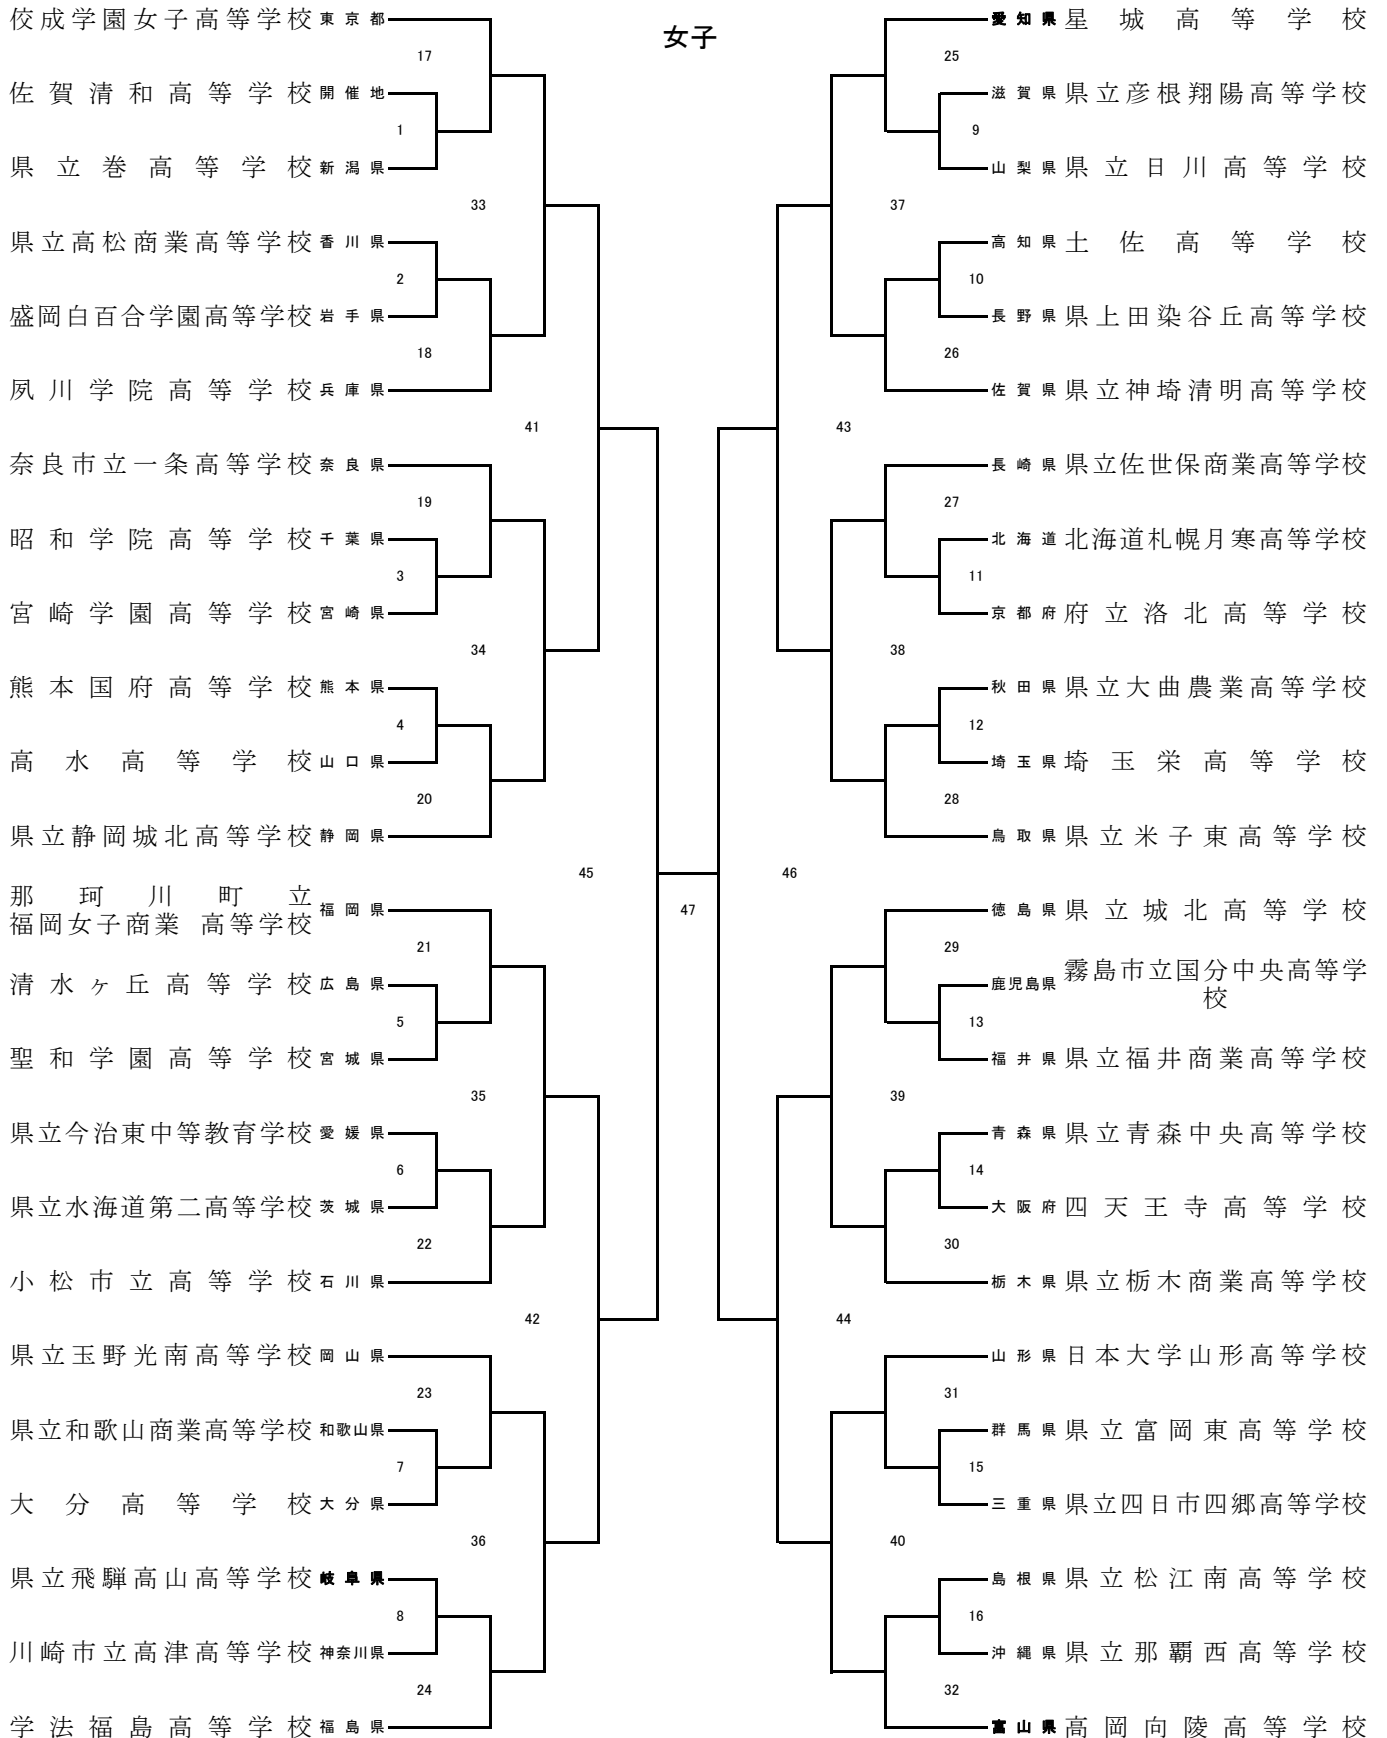 女子
佼成学園女子高等学校 東京都
17
佐賀清和高等学校 開催地
1
県立巻高等学校 新潟県
33
県立高松商業高等学校 香川県
2
盛岡白百合学園高等学校 岩手県
18
夙川学院高等学校 兵庫県
41
奈良市立一条高等学校 奈良県
19
昭和学院高等学校 千葉県
3
宮崎学園高等学校 宮崎県
34
熊本国府高等学校 熊本県
4
高水高等学校 山口県
20
県立静岡城北高等学校 静岡県
45
那珂川町立
福岡女子商業 高等学校 福岡県
21
清水ヶ丘高等学校 広島県
5
聖和学園高等学校 宮城県
35
県立今治東中等教育学校 愛媛県
6
県立水海道第二高等学校 茨城県
22
小松市立高等学校 石川県
42
県立玉野光南高等学校 岡山県
23
県立和歌山商業高等学校 和歌山県
7
大分高等学校 大分県
36
県立飛騨高山高等学校 岐阜県
8
川崎市立高津高等学校 神奈川県
24
学法福島高等学校 福島県
47
愛知県 星城高等学校
25
滋賀県 県立彦根翔陽高等学校
9
山梨県 県立日川高等学校
37
高知県 土佐高等学校
10
長野県 県上田染谷丘高等学校
26
佐賀県 県立神埼清明高等学校
43
長崎県 県立佐世保商業高等学校
27
北海道 北海道札幌月寒高等学校
11
京都府 府立洛北高等学校
38
秋田県 県立大曲農業高等学校
12
埼玉県 埼玉栄高等学校
28
鳥取県 県立米子東高等学校
46
徳島県 県立城北高等学校
29
鹿児島県 霧島市立国分中央高等学
校
13
福井県 県立福井商業高等学校
39
青森県 県立青森中央高等学校
14
大阪府 四天王寺高等学校
30
栃木県 県立栃木商業高等学校
44
山形県 日本大学山形高等学校
31
群馬県 県立富岡東高等学校
15
三重県 県立四日市四郷高等学校
40
島根県 県立松江南高等学校
16
沖縄県 県立那覇西高等学校
32
富山県 高岡向陵高等学校